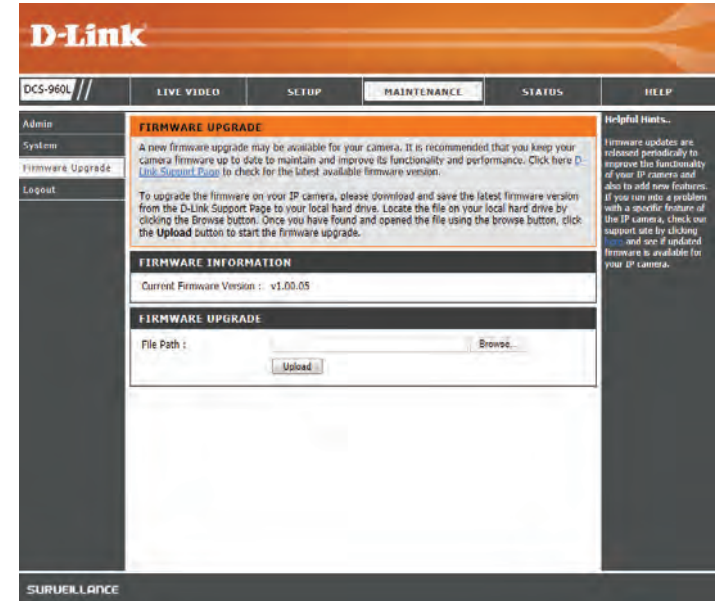 D-Link
DCS-960L // LIVE VIDEO SETUP MAINTENANCE STATUS HELP
Admin
System
Firmware Upgrade
Logout
FIRMWARE UPGRADE
A new firmware upgrade may be available for your camera. It is recommended that you keep your
camera firmware up to date to maintain and improve its functionality and performance. Click here D-
Link Support Page to check for the latest available firmware version.
To upgrade the firmware on your IP camera, please download and save the latest firmware version
from the D-Link Support Page to your local hard drive. Locate the file on your local hard drive by
clicking the Browse button. Once you have found and opened the file using the browse button, click
the Upload button to start the firmware upgrade.
FIRMWARE INFORMATION
Current Firmware Version : v1.00.05
FIRMWARE UPGRADE
File Path : Browse...
Upload
Helpful Hints..
Firmware updates are
released periodically to
improve the functionality
of your IP camera and
also to add new features.
If you run into a problem
with a specific feature of
the IP camera, check our
support site by clicking
here and see if updated
firmware is available for
your IP camera.
SURVEILLANCE